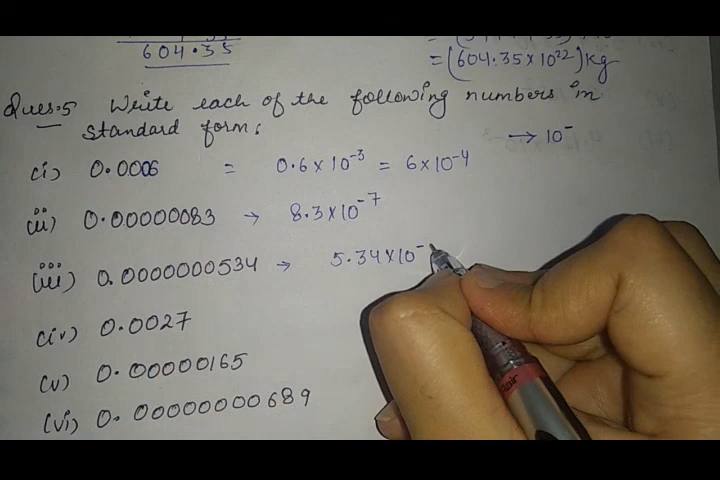 604.35
= (604.35 × 10²²) kg
Ques:5 Write each of the following numbers in
standard form:
→ 10⁻
(i) 0.0006 = 0.6 × 10⁻³ = 6 × 10⁻⁴
(ii) 0.00000083 → 8.3 × 10⁻⁷
(iii) 0.0000000534 → 5.34 × 10⁻
(iv) 0.0027
(v) 0.00000165
(vi) 0.00000000689